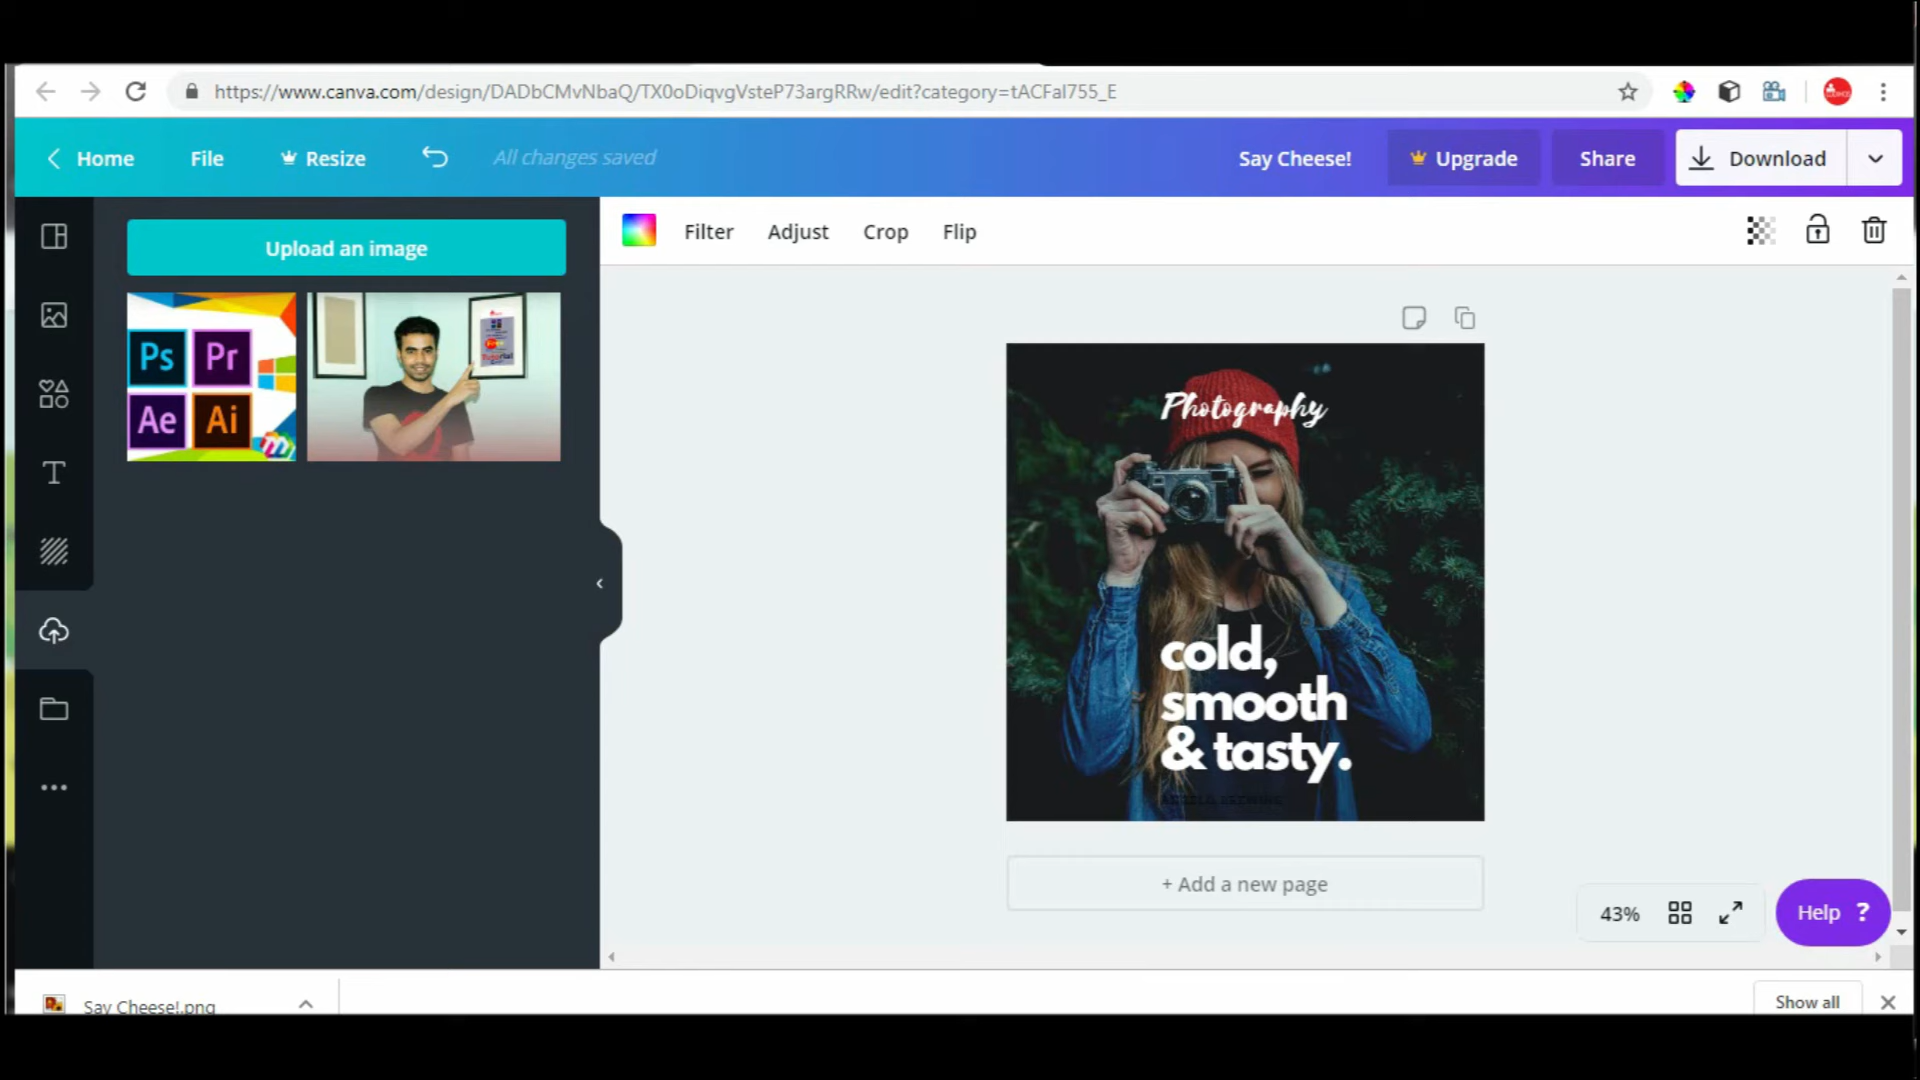 https://www.canva.com/design/DADbCMvNbaQ/TX0oDiqvgVsteP73argRRw/edit?category=tACFaI755_E
Home
File
Resize
All changes saved
Say Cheese!
Upgrade
Share
Download
Upload an image
Filter
Adjust
Crop
Flip
Ps
Pr
Ae
Ai
Photography
cold,
smooth
& tasty.
+ Add a new page
43%
Help ?
Say Cheese!.png
Show all